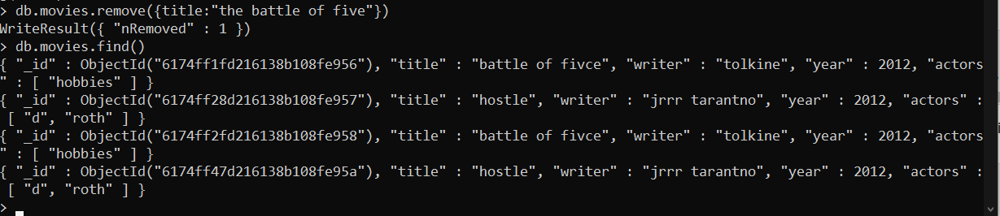 > db.movies.remove({title:"the battle of five"})
WriteResult({ "nRemoved" : 1 })
> db.movies.find()
{ "_id" : ObjectId("6174ff1fd216138b108fe956"), "title" : "battle of fivce", "writer" : "tolkine", "year" : 2012, "actors
" : [ "hobbies" ] }
{ "_id" : ObjectId("6174ff28d216138b108fe957"), "title" : "hostle", "writer" : "jrrr tarantno", "year" : 2012, "actors" :
[ "d", "roth" ] }
{ "_id" : ObjectId("6174ff2fd216138b108fe958"), "title" : "battle of fivce", "writer" : "tolkine", "year" : 2012, "actors
" : [ "hobbies" ] }
{ "_id" : ObjectId("6174ff47d216138b108fe95a"), "title" : "hostle", "writer" : "jrrr tarantno", "year" : 2012, "actors" :
[ "d", "roth" ] }
>